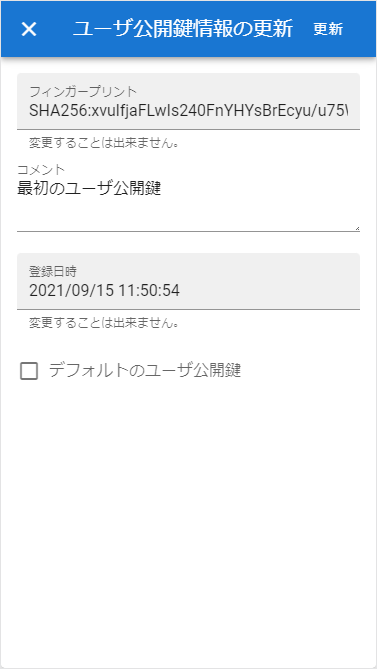 ユーザ公開鍵情報の更新 更新
フィンガープリント
SHA256:xvulfjaFLwIs240FnYHYsBrEcyu/u75
変更することは出来ません。
コメント
最初のユーザ公開鍵
登録日時
2021/09/15 11:50:54
変更することは出来ません。
デフォルトのユーザ公開鍵